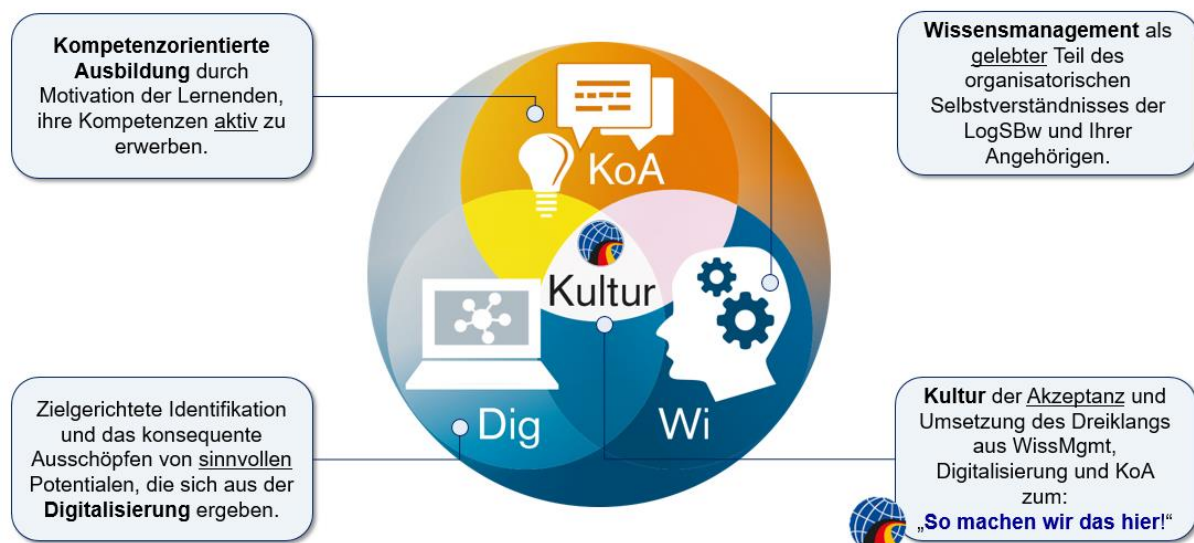 Kompetenzorientierte
Ausbildung durch
Motivation der Lernenden,
ihre Kompetenzen aktiv zu
erwerben.
Wissensmanagement als
gelebter Teil des
organisatorischen
Selbstverständnisses der
LogSBw und Ihrer
Angehörigen.
KoA
Kultur
Dig
Wi
Zielgerichtete Identifikation
und das konsequente
Ausschöpfen von sinnvollen
Potentialen, die sich aus der
Digitalisierung ergeben.
Kultur der Akzeptanz und
Umsetzung des Dreiklangs
aus WissMgmt,
Digitalisierung und KoA
zum:
„So machen wir das hier!“